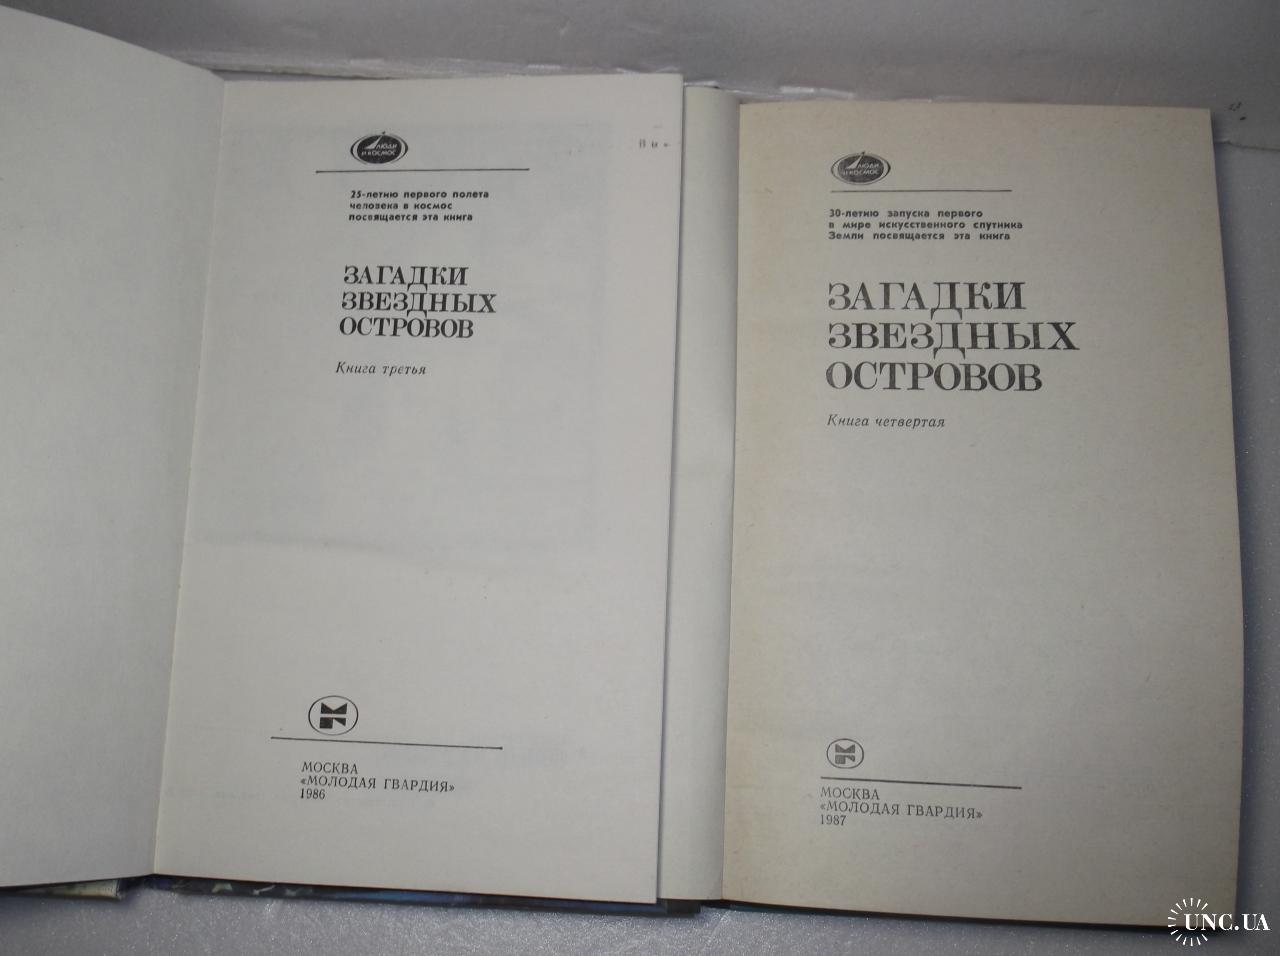 ЛЮДИ
И КОСМОС
25-летию первого полета
человека в космос
посвящается эта книга
ЗАГАДКИ
ЗВЕЗДНЫХ
ОСТРОВОВ
Книга третья
МОСКВА
«МОЛОДАЯ ГВАРДИЯ»
1986
ЛЮДИ
И КОСМОС
30-летию запуска первого
в мире искусственного спутника
Земли посвящается эта книга
ЗАГАДКИ
ЗВЕЗДНЫХ
ОСТРОВОВ
Книга четвертая
МОСКВА
«МОЛОДАЯ ГВАРДИЯ»
1987
UNC.UA